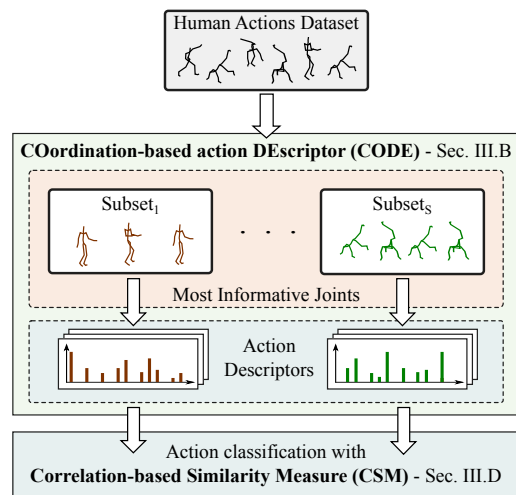 Human Actions Dataset
COordination-based action DEscriptor (CODE) - Sec. III.B
Subset₁
. . .
Subsetₛ
Most Informative Joints
Action
Descriptors
Action classification with
Correlation-based Similarity Measure (CSM) - Sec. III.D